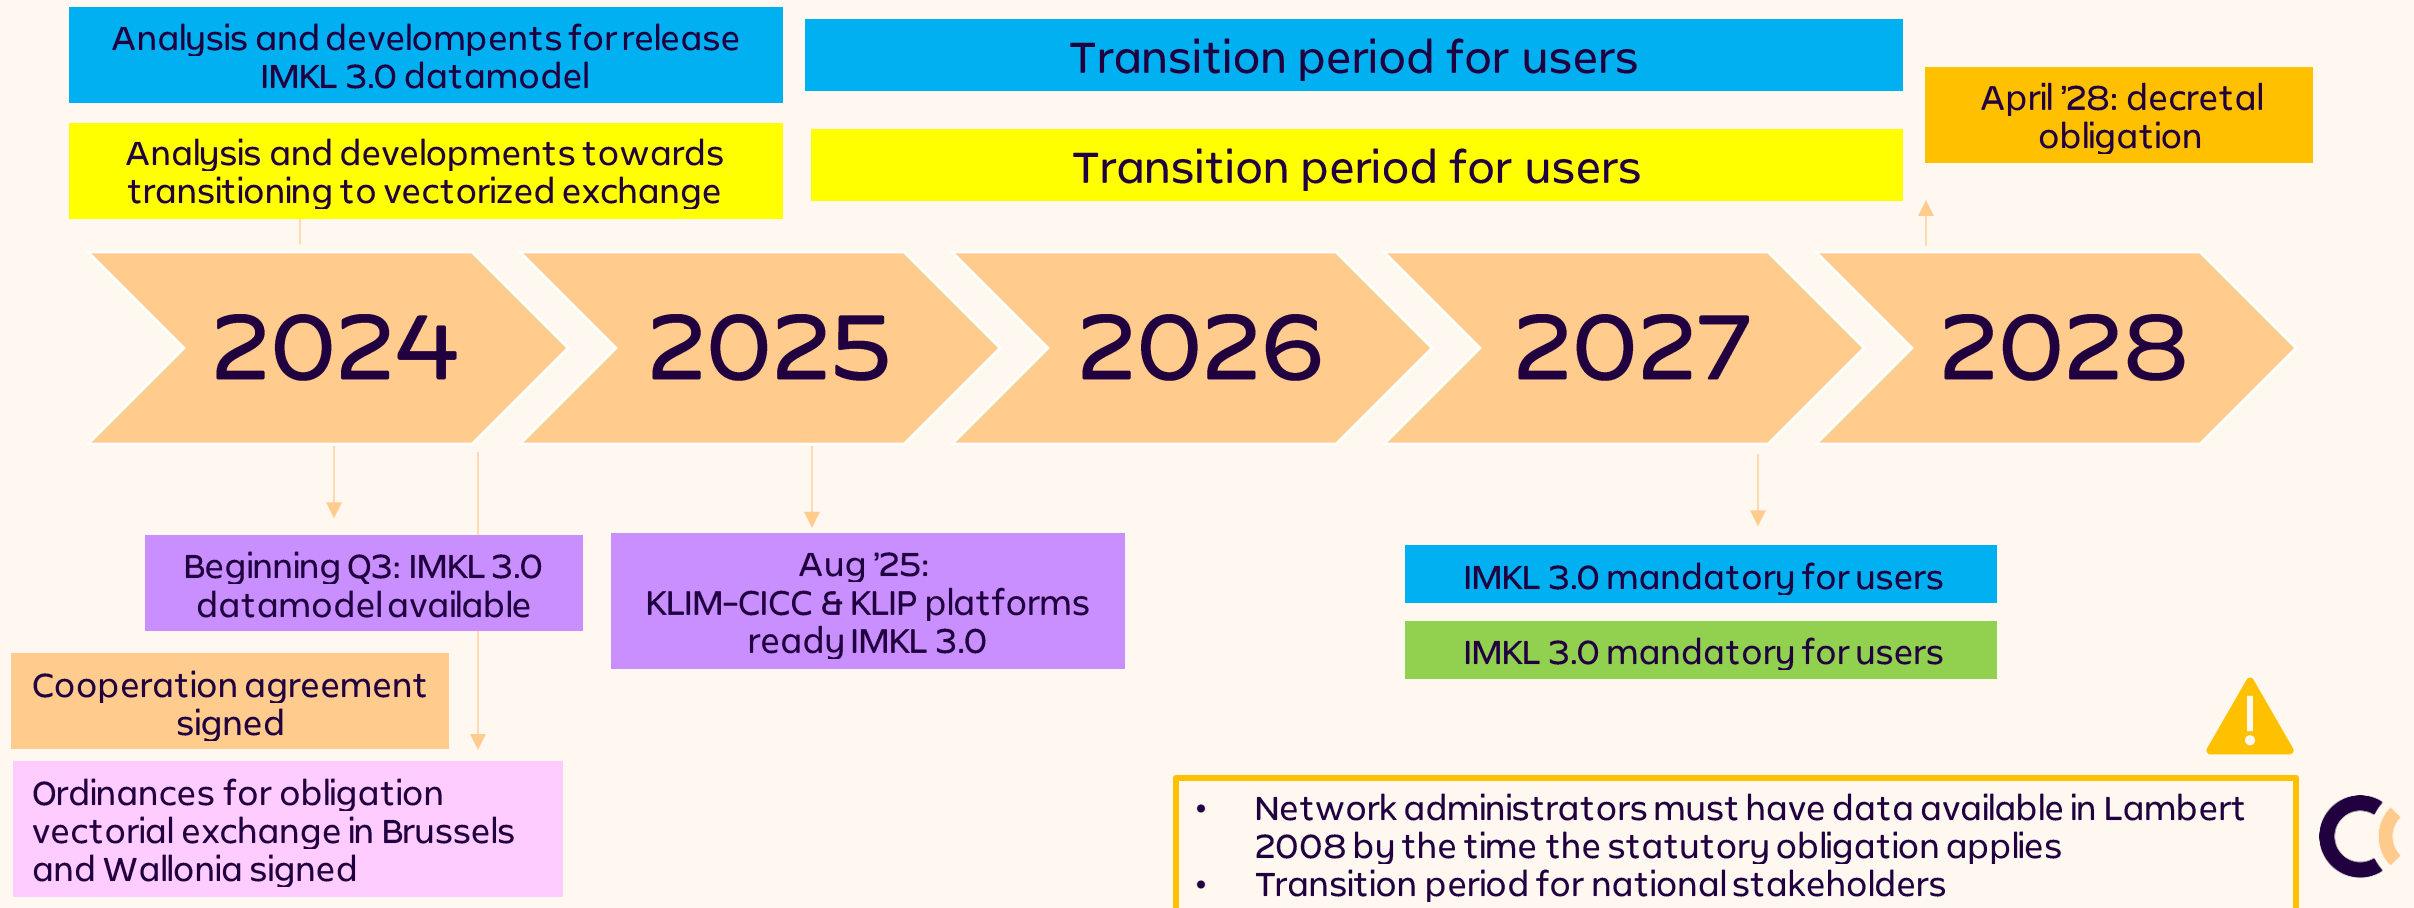 Analysis and develompents for release
IMKL 3.0 datamodel
Transition period for users
April ’28: decretal
obligation
Analysis and developments towards
transitioning to vectorized exchange
Transition period for users
2024
2025
2026
2027
2028
Beginning Q3: IMKL 3.0
datamodel available
Aug ’25:
KLIM-CICC & KLIP platforms
ready IMKL 3.0
IMKL 3.0 mandatory for users
IMKL 3.0 mandatory for users
Cooperation agreement
signed
Ordinances for obligation
vectorial exchange in Brussels
and Wallonia signed
• Network administrators must have data available in Lambert
2008 by the time the statutory obligation applies
• Transition period for national stakeholders